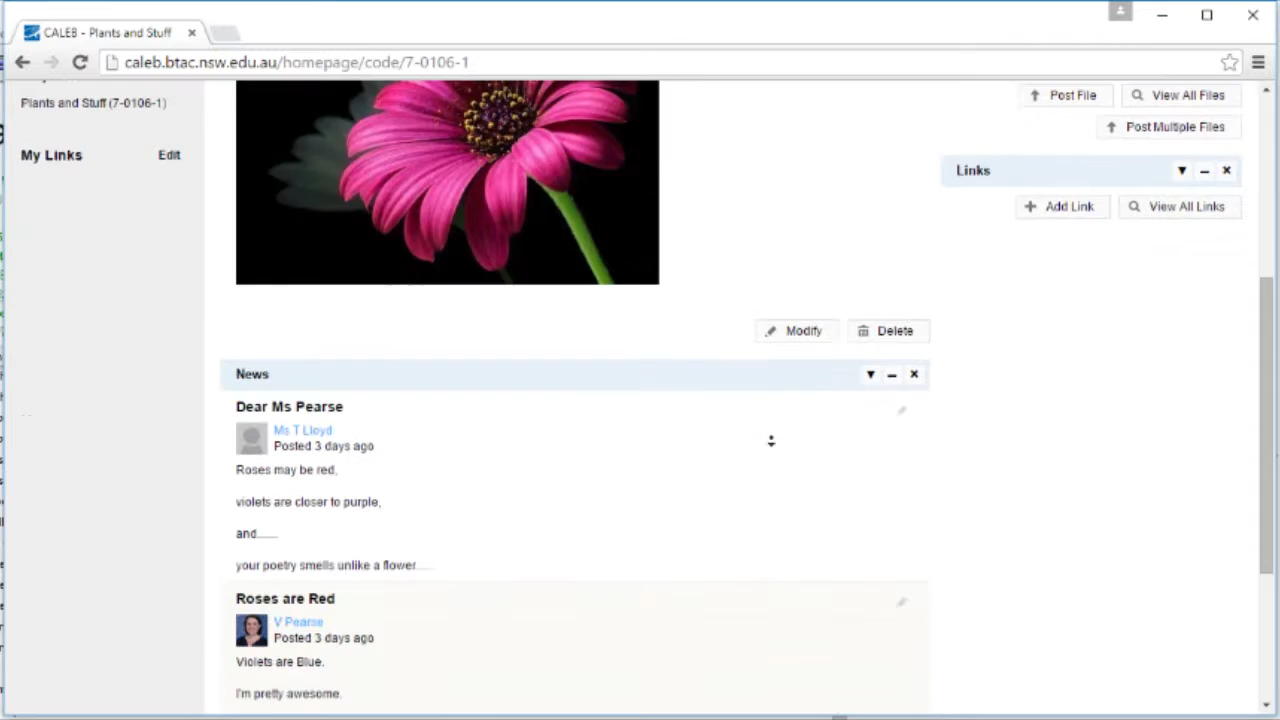 CALEB - Plants and Stuff
caleb.btac.nsw.edu.au/homepage/code/7-0106-1
Plants and Stuff (7-0106-1)
My Links Edit
Post File View All Files
Post Multiple Files
Links
Add Link View All Links
Modify Delete
News
Dear Ms Pearse
Ms T Lloyd
Posted 3 days ago
Roses may be red,
violets are closer to purple,
and......
your poetry smells unlike a flower......
Roses are Red
V Pearse
Posted 3 days ago
Violets are Blue.
I'm pretty awesome.